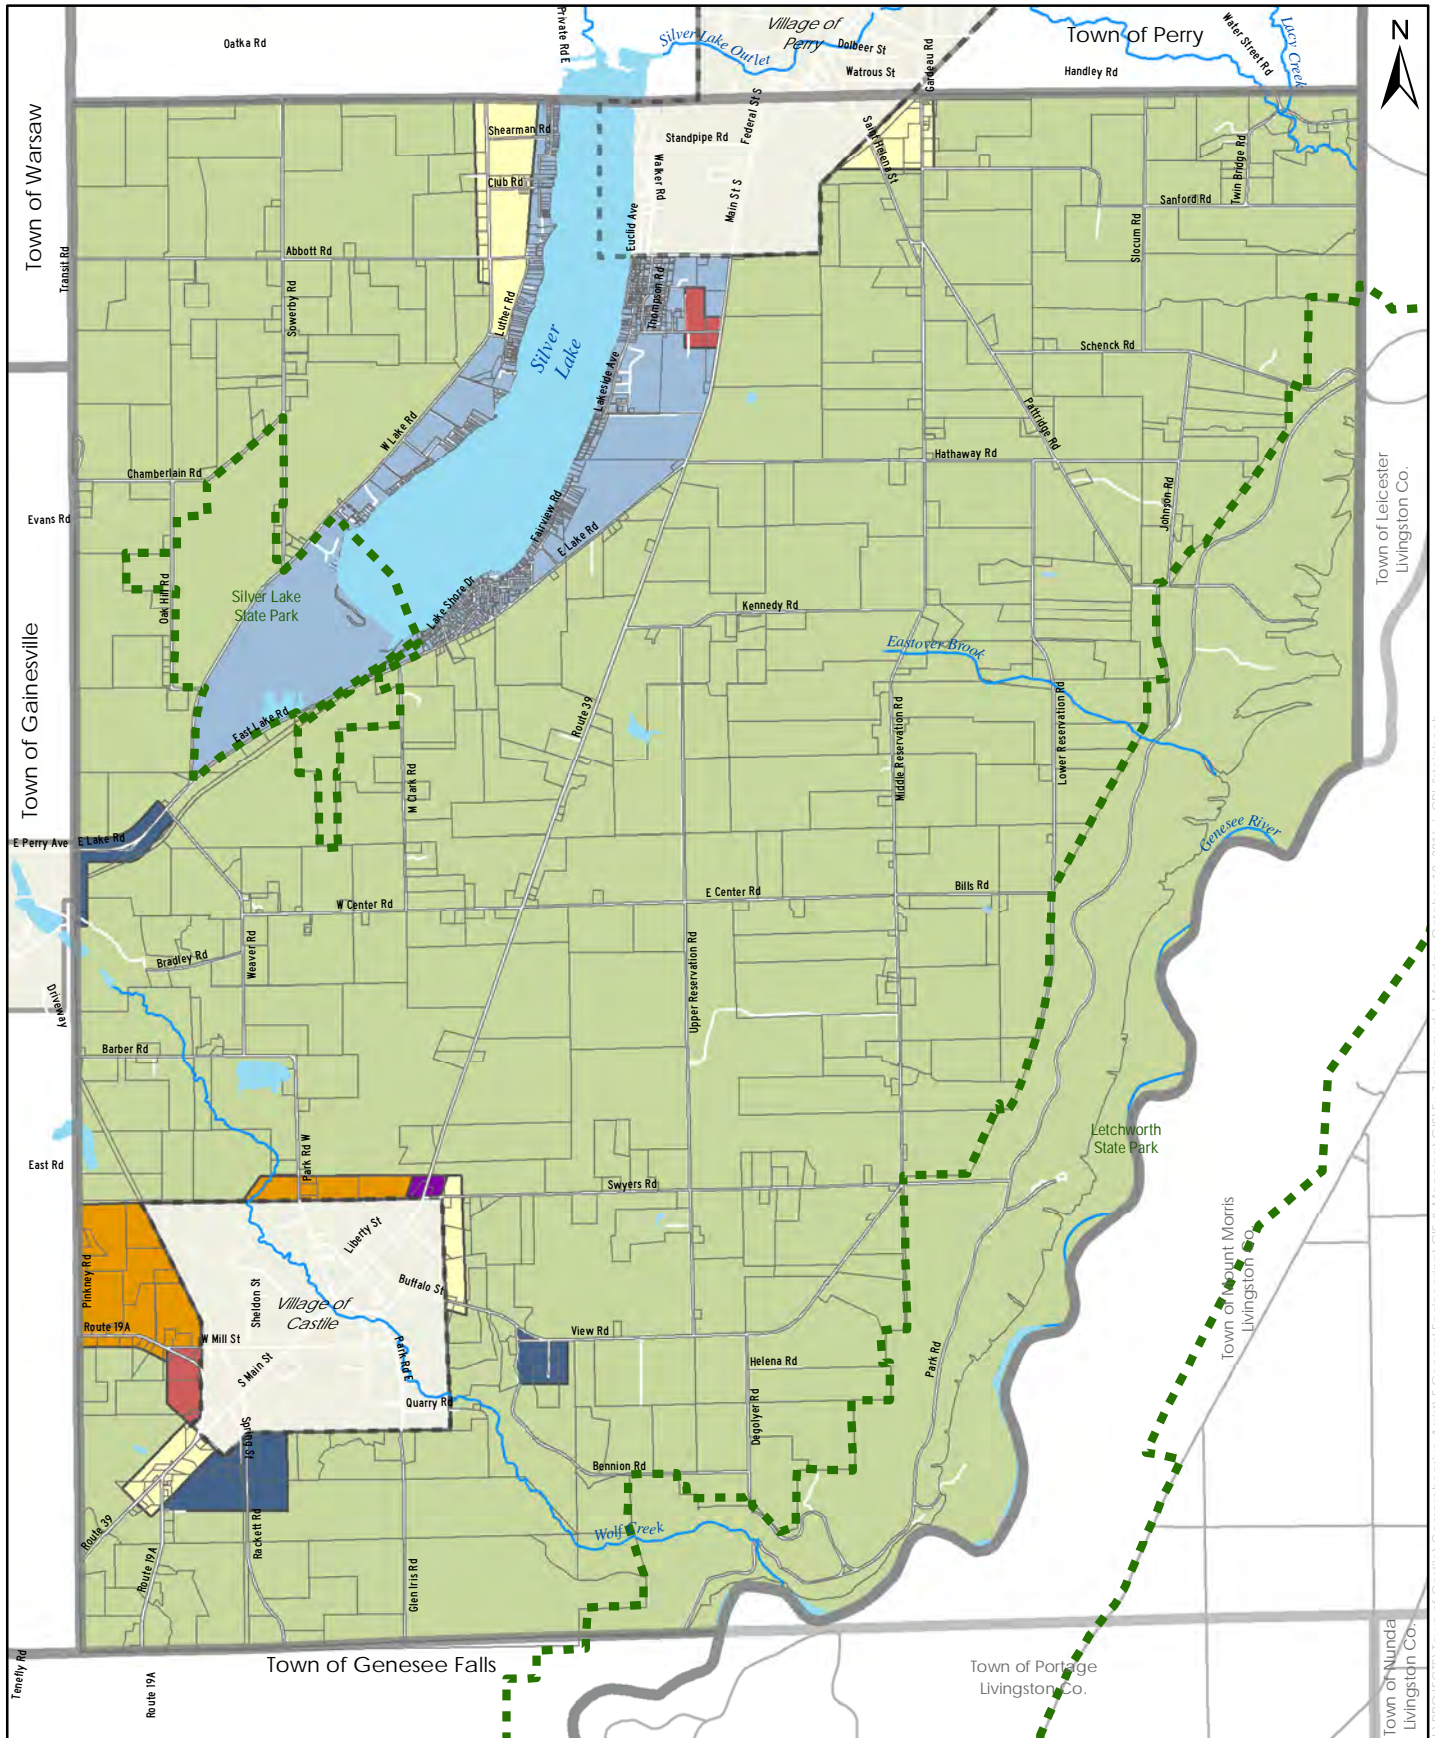 Oatka Rd
Private Rd E
Silver Lake Outlet
Village of
Perry
Dolbeer St
Watrous St
Gardeau Rd
Town of Perry
Handley Rd
Water Street Rd
Lacy Creek
N
Town of Warsaw
Transit Rd
Shearman Rd
Club Rd
Standpipe Rd
Federal St S
Walker Rd
Main St S
Euclid Ave
Saint Helena St
Twin Bridge Rd
Sanford Rd
Slocum Rd
Abbott Rd
Sowerby Rd
Luther Rd
Thompson Rd
Silver
Lake
Lakeside Ave
Schenck Rd
W Lake Rd
Pattridge Rd
Chamberlain Rd
Hathaway Rd
Evans Rd
Johnson Rd
Town of Leicester
Livingston Co.
Fairview Rd
E Lake Rd
Oak Hill Rd
Silver Lake
State Park
Lake Shore Dr
Kennedy Rd
Eastover Brook
Town of Gainesville
East Lake Rd
Route 39
Middle Reservation Rd
Lower Reservation Rd
M Clark Rd
E Perry Ave
E Lake Rd
Genesee River
W Center Rd
E Center Rd
Bills Rd
Bradley Rd
Weaver Rd
Upper Reservation Rd
Driveway
Barber Rd
Letchworth
State Park
East Rd
Park Rd W
Swyers Rd
Liberty St
Pinkney Rd
Buffalo St
Sheldon St
Village of
Castile
Town of Mount Morris
Livingston Co.
Route 19A
W Mill St
View Rd
Park Rd E
S Main St
Helena Rd
Park Rd
Quarry Rd
Degolyer Rd
Spring St
Bennion Rd
Route 39
Rackett Rd
Wolf Creek
Route 19A
Glen Iris Rd
Town of Genesee Falls
Tenefly Rd
Route 19A
Town of Portage
Livingston Co.
Town of Nunda
Livingston Co.